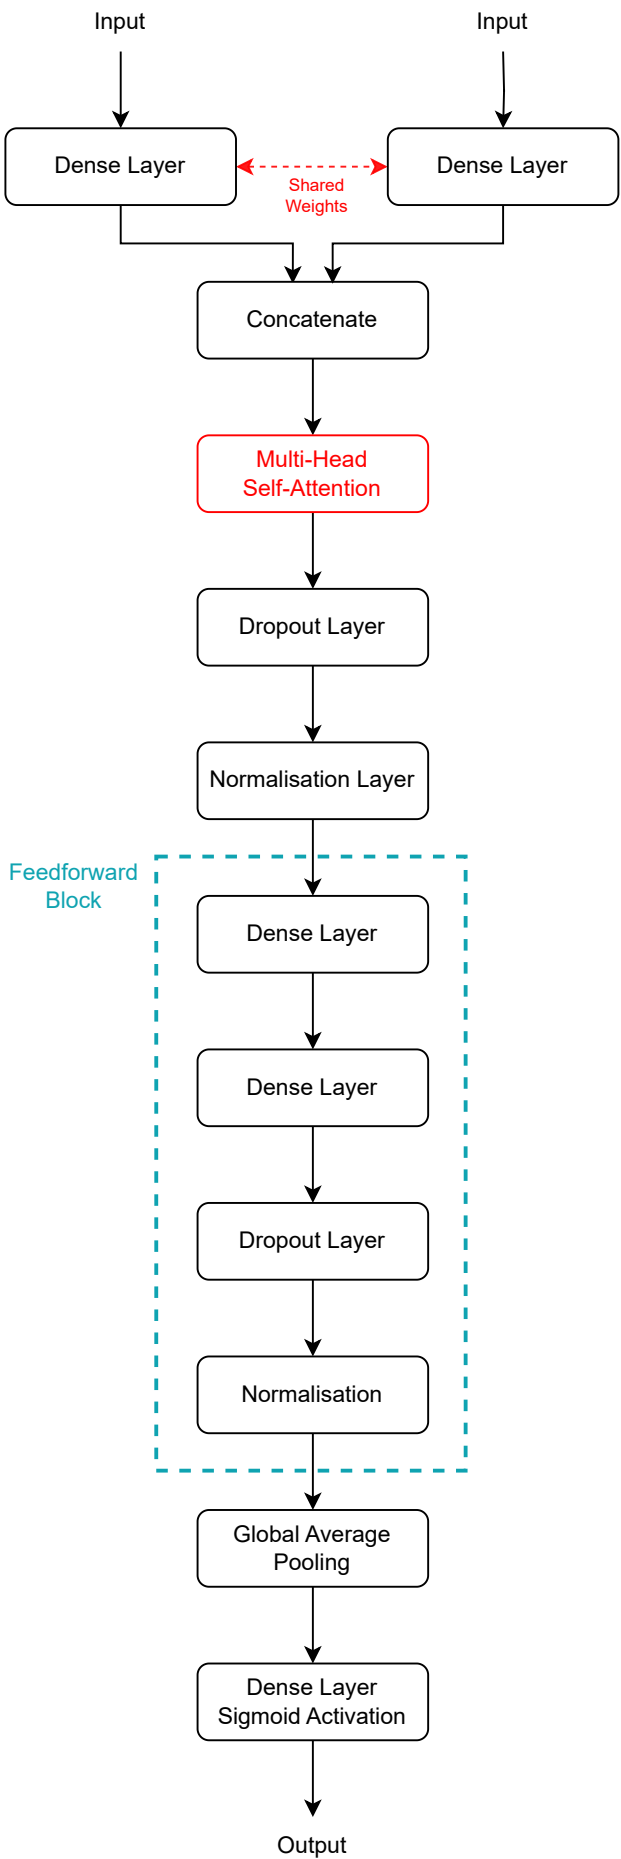 Input
Input
Dense Layer
Dense Layer
Shared
Weights
Concatenate
Multi-Head
Self-Attention
Dropout Layer
Normalisation Layer
Feedforward
Block
Dense Layer
Dense Layer
Dropout Layer
Normalisation
Global Average
Pooling
Dense Layer
Sigmoid Activation
Output